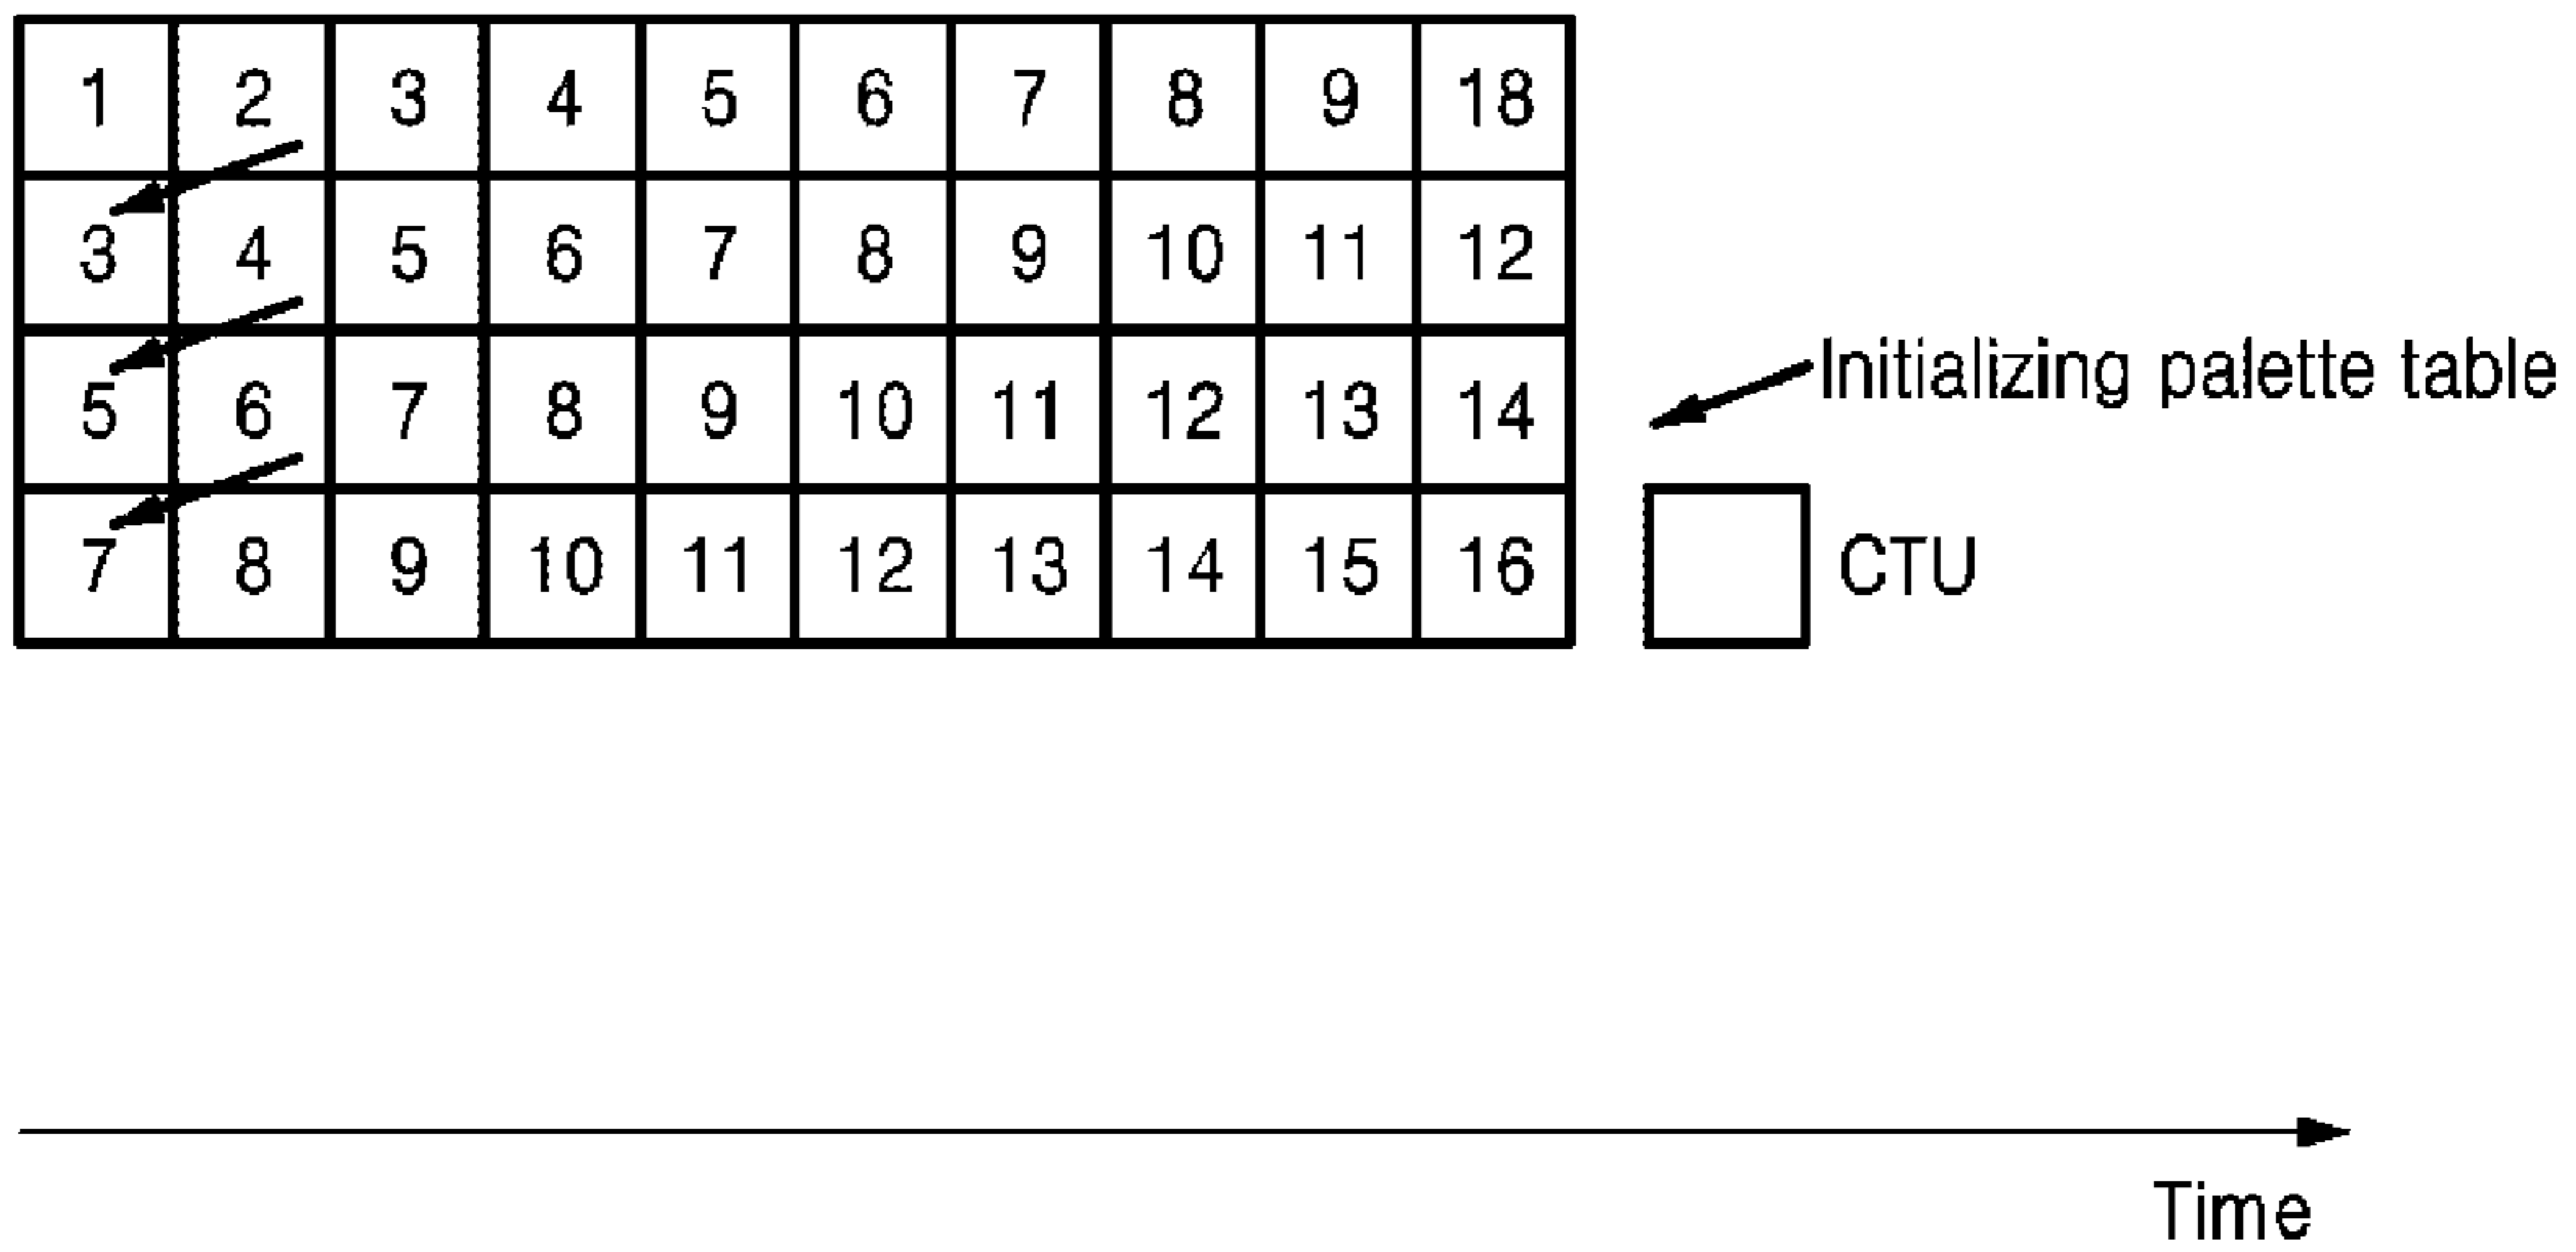 1 2 3 4 5 6 7 8 9 18
3 4 5 6 7 8 9 10 11 12
5 6 7 8 9 10 11 12 13 14
7 8 9 10 11 12 13 14 15 16
Initializing palette table
CTU
Time